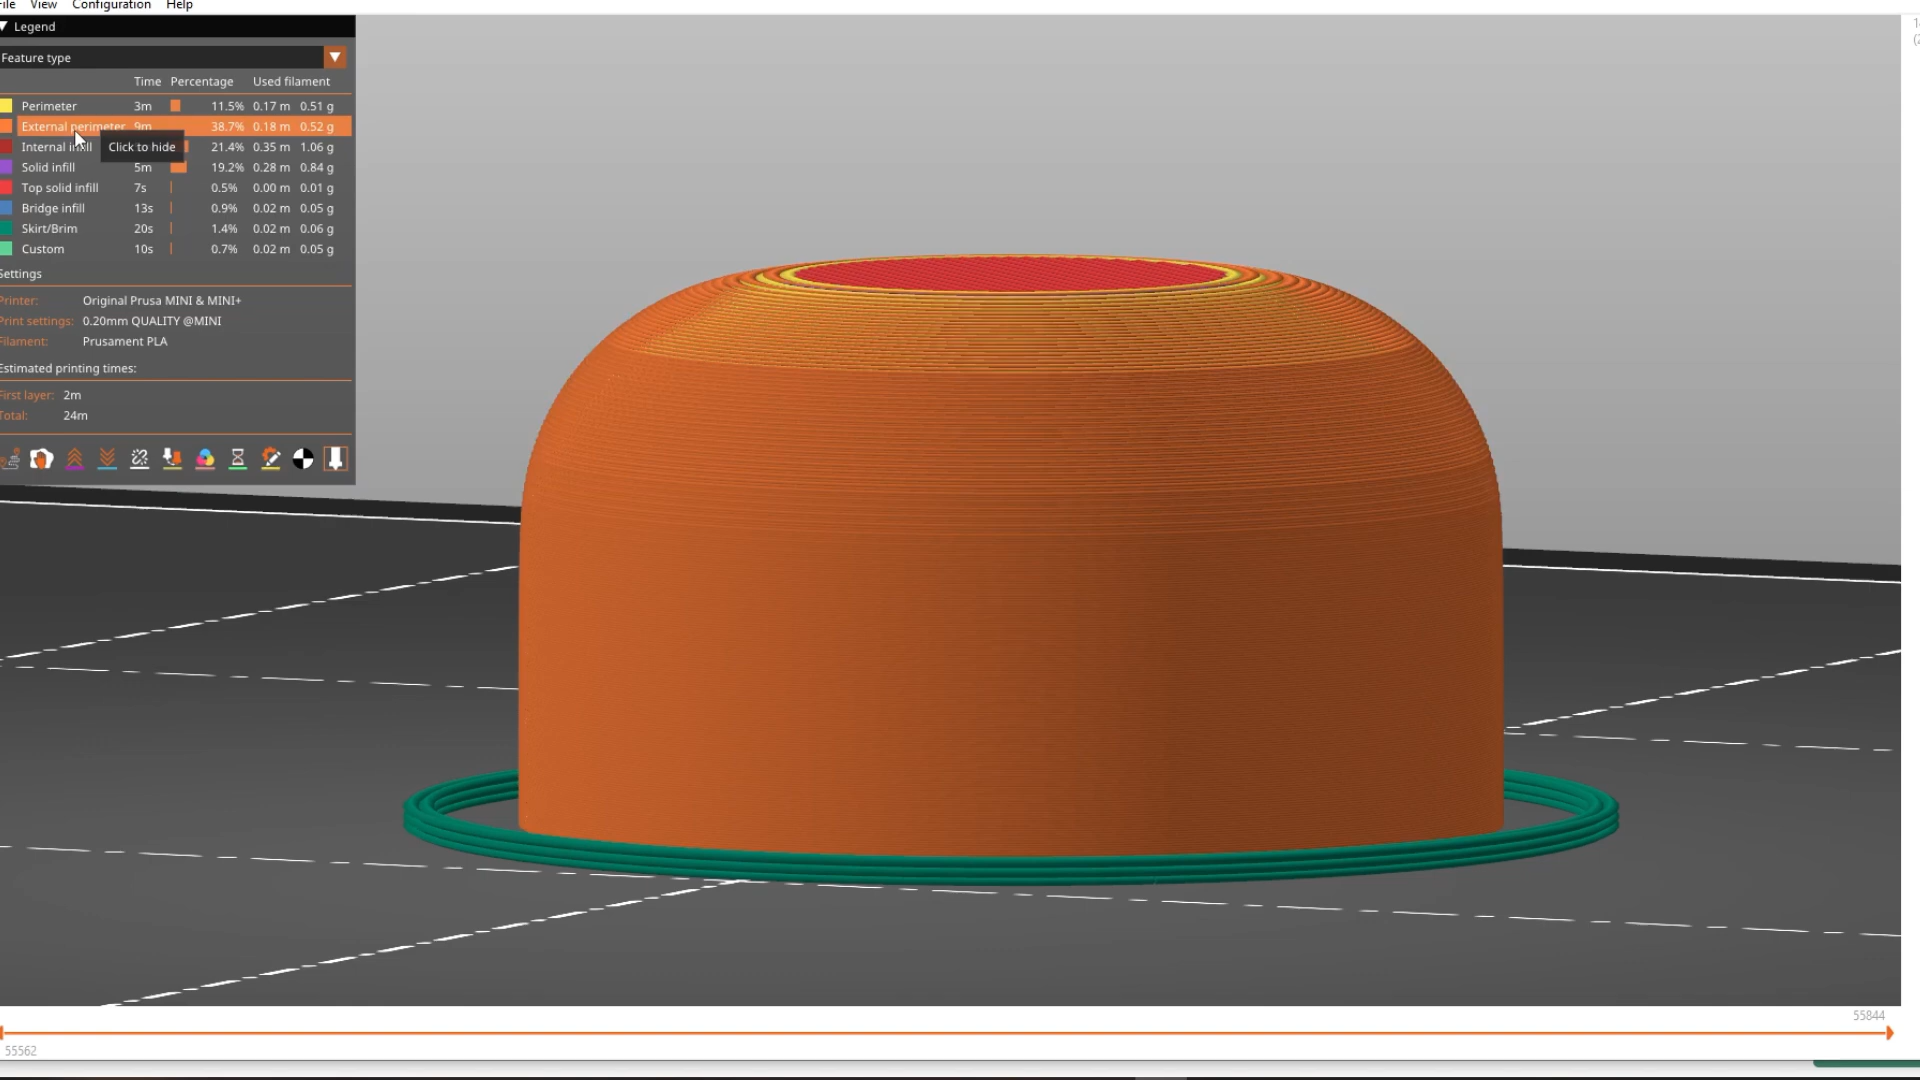 View Configuration Help
Legend
Feature type
Time Percentage Used filament
Perimeter 3m 11.5% 0.17 m 0.51 g
External perimeter 9m 38.7% 0.18 m 0.52 g
Internal infill Click to hide 21.4% 0.35 m 1.06 g
Solid infill 5m 19.2% 0.28 m 0.84 g
Top solid infill 7s 0.5% 0.00 m 0.01 g
Bridge infill 13s 0.9% 0.02 m 0.05 g
Skirt/Brim 20s 1.4% 0.02 m 0.06 g
Custom 10s 0.7% 0.02 m 0.05 g
Settings
Printer: Original Prusa MINI & MINI+
Print settings: 0.20mm QUALITY @MINI
Filament: Prusament PLA
Estimated printing times:
First layer: 2m
Total: 24m
55844
55562